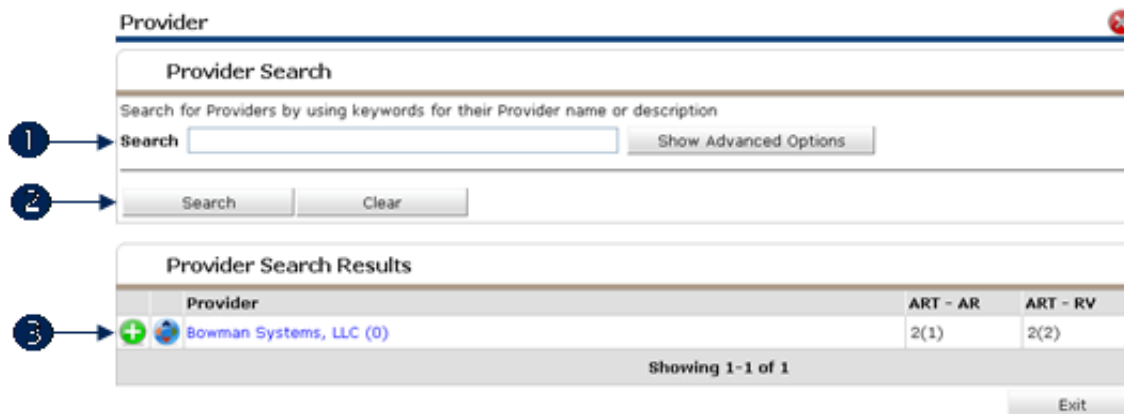 Provider
Provider Search
Search for Providers by using keywords for their Provider name or description
1 Search Show Advanced Options
2 Search Clear
Provider Search Results
Provider ART - AR ART - RV
3 Bowman Systems, LLC (0) 2(1) 2(2)
Showing 1-1 of 1
Exit